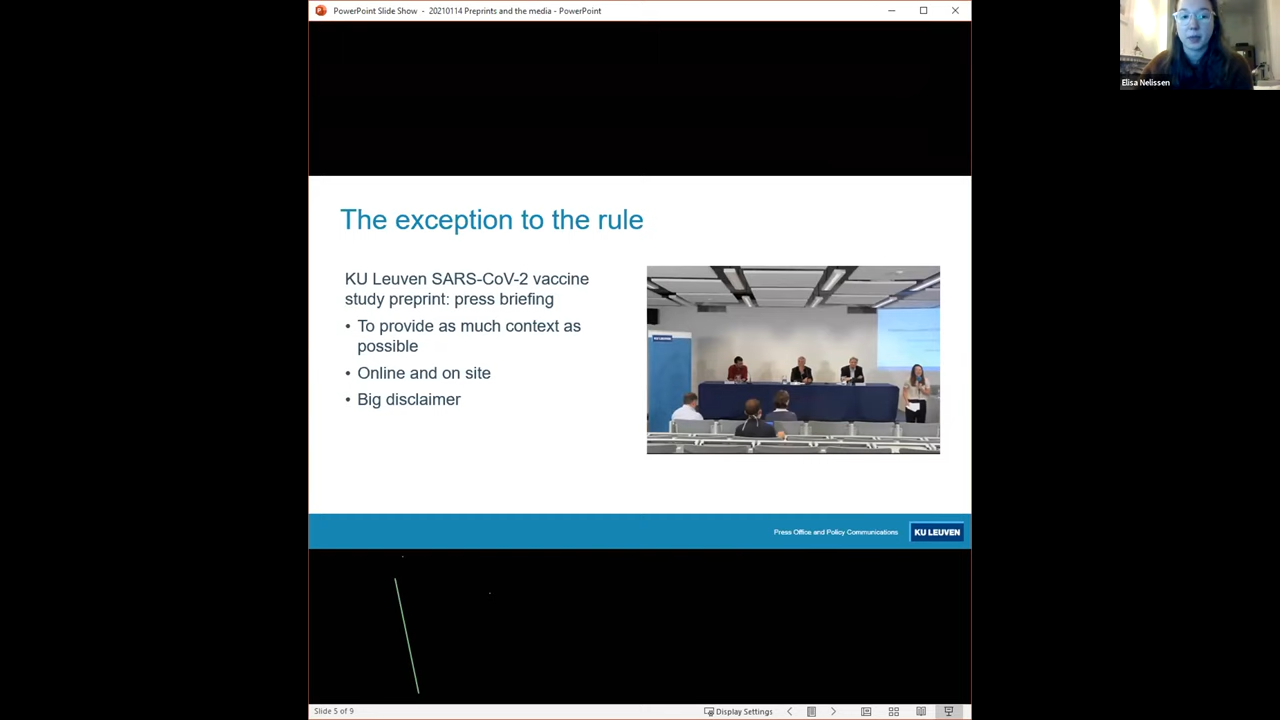 PowerPoint Slide Show - 20210114 Preprints and the media - PowerPoint
Elisa Nelissen
The exception to the rule
KU Leuven SARS-CoV-2 vaccine
study preprint: press briefing
• To provide as much context as
possible
• Online and on site
• Big disclaimer
KU LEUVEN
Press Office and Policy Communications
KU LEUVEN
Slide 5 of 9
Display Settings